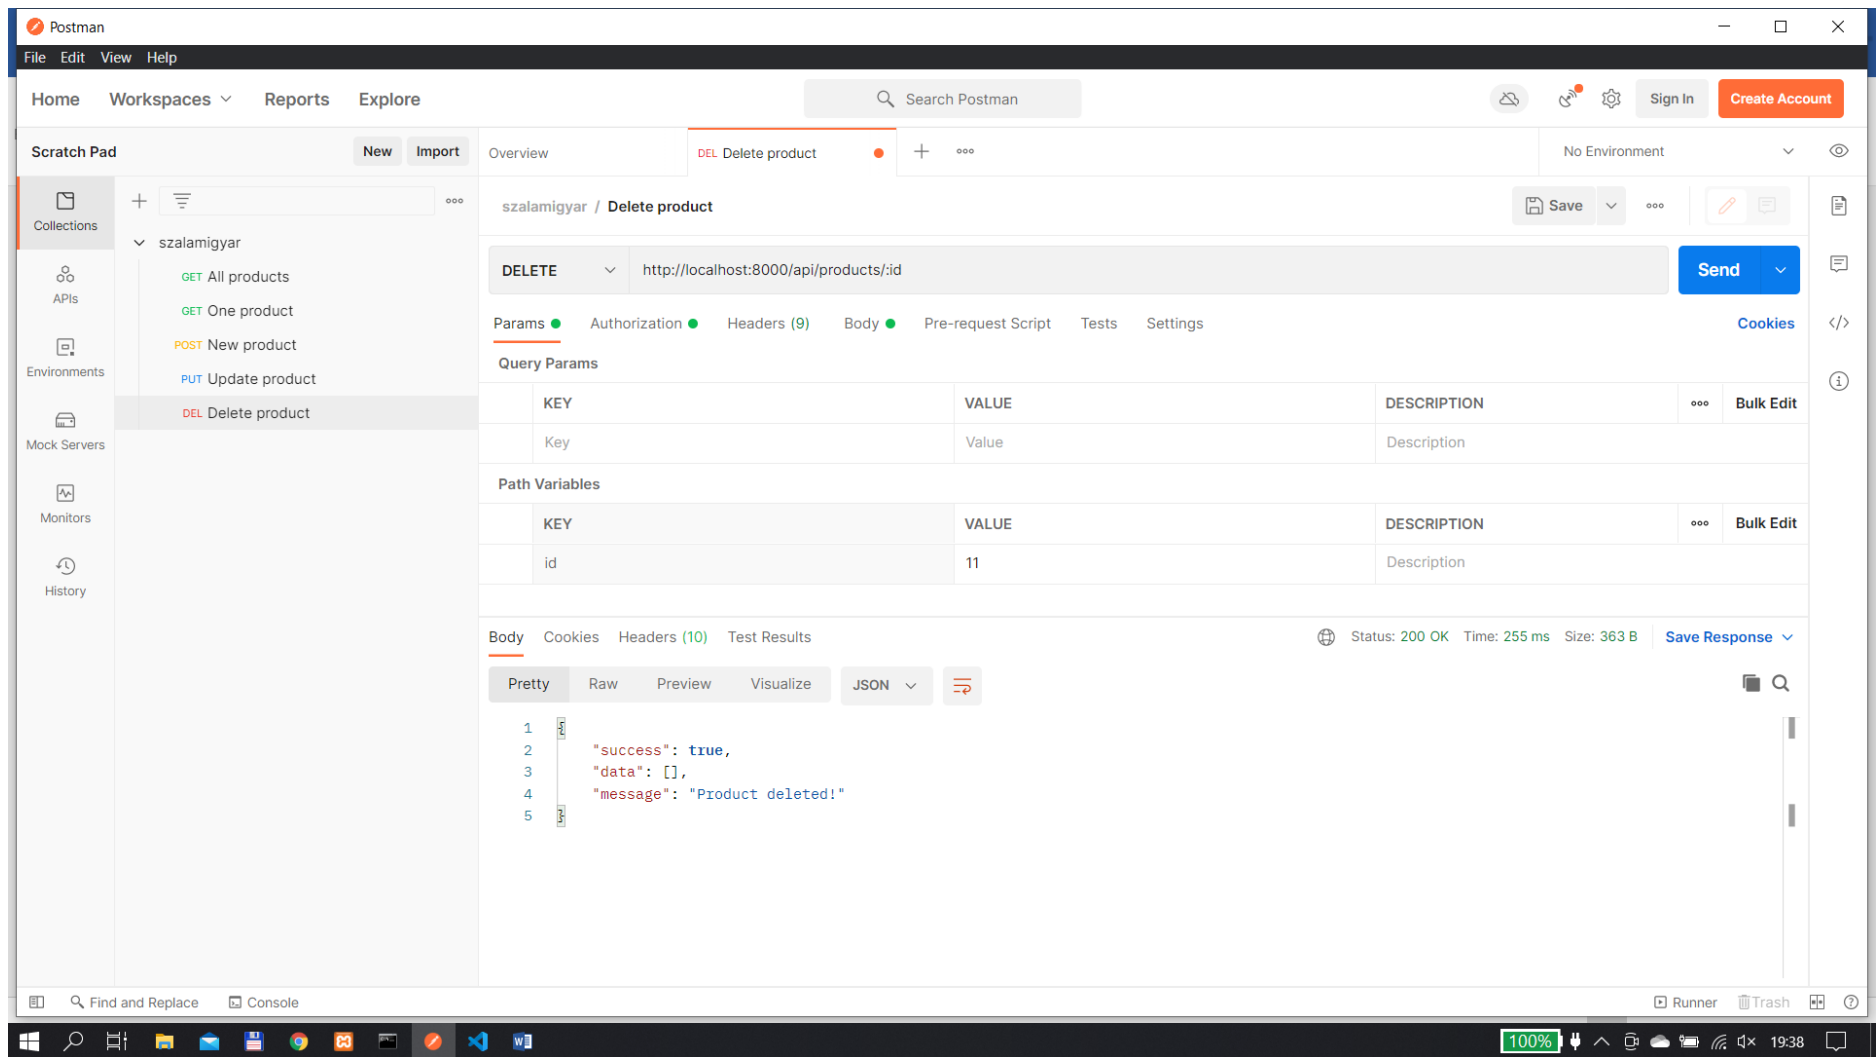 Postman
File Edit View Help
Home Workspaces Reports Explore Search Postman Sign In Create Account
Scratch Pad New Import Overview DEL Delete product No Environment
szalamigyar / Delete product Save
Collections
szalamigyar
GET All products
GET One product
POST New product
PUT Update product
DEL Delete product
APIs
Environments
Mock Servers
Monitors
History
DELETE http://localhost:8000/api/products/:id Send
Params Authorization Headers (9) Body Pre-request Script Tests Settings Cookies
Query Params
KEY VALUE DESCRIPTION Bulk Edit
Key Value Description
Path Variables
KEY VALUE DESCRIPTION Bulk Edit
id 11 Description
Body Cookies Headers (10) Test Results Status: 200 OK Time: 255 ms Size: 363 B Save Response
Pretty Raw Preview Visualize JSON
1 {
2 "success": true,
3 "data": [],
4 "message": "Product deleted!"
5 }
Find and Replace Console Runner Trash
100% 19:38